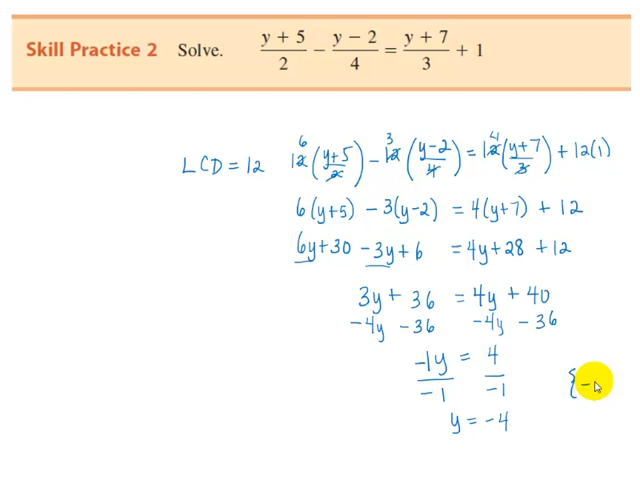 Skill Practice 2 Solve. (y + 5)/2 − (y − 2)/4 = (y + 7)/3 + 1
LCD = 12 12((y+5)/2) − 12((y−2)/4) = 12((y+7)/3) + 12(1)
6 3 4
6(y+5) − 3(y−2) = 4(y+7) + 12
6y+30 −3y+6 = 4y+28 +12
3y + 36 = 4y + 40
−4y −36 −4y −36
−1y = 4
−1 −1
{−
y = −4